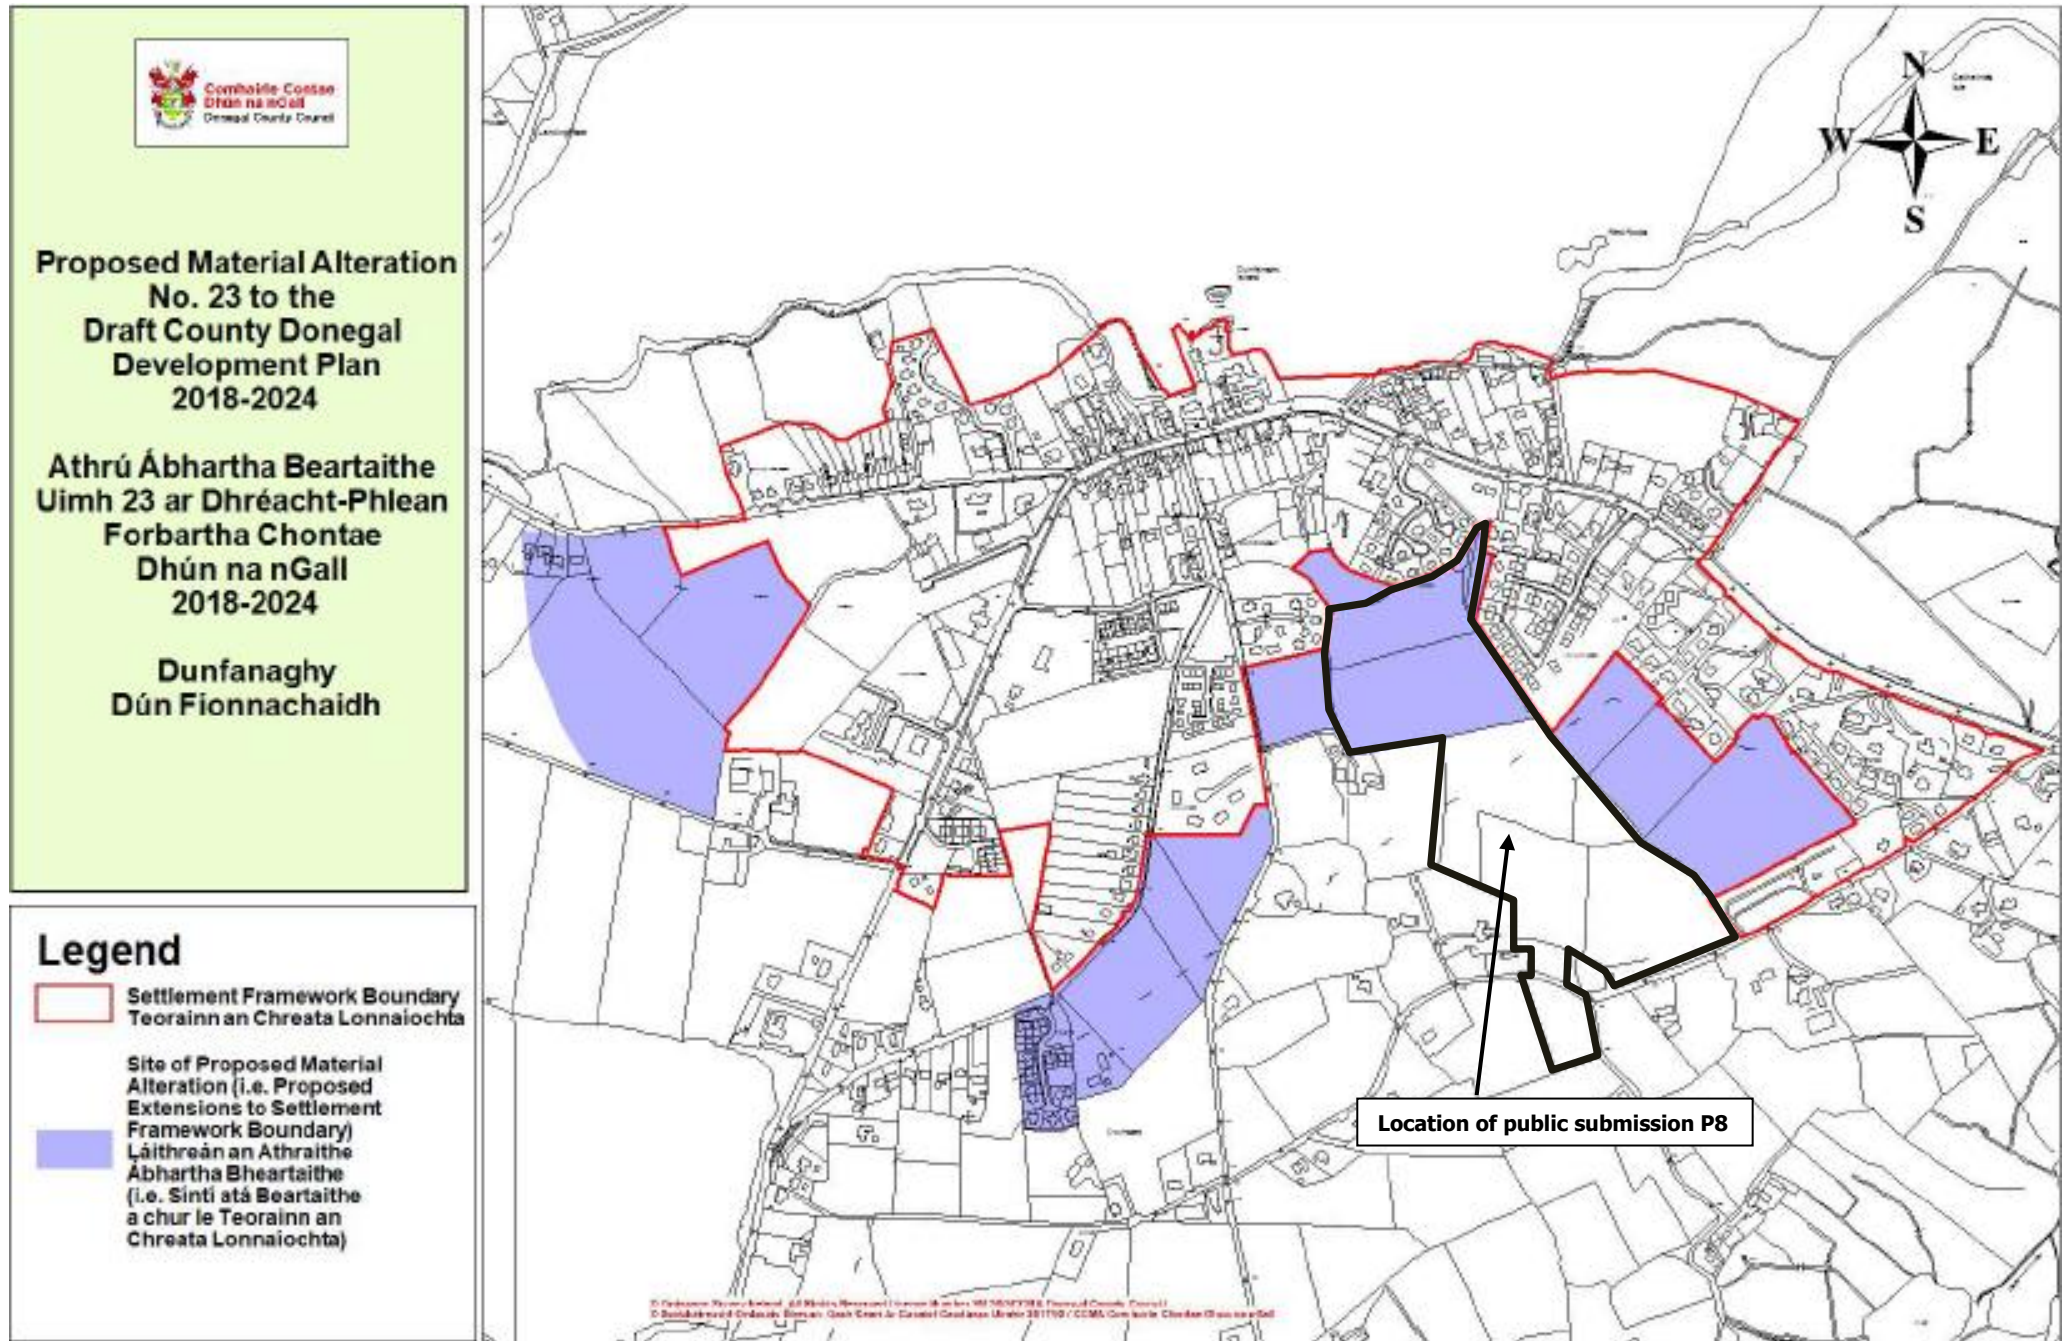 Comhairle Contae
Dhún na nGall
Donegal County Council
Proposed Material Alteration
No. 23 to the
Draft County Donegal
Development Plan
2018-2024
Athrú Ábhartha Beartaithe
Uimh 23 ar Dhréacht-Phlean
Forbartha Chontae
Dhún na nGall
2018-2024
Dunfanaghy
Dún Fionnachaidh
Legend
Settlement Framework Boundary
Teorainn an Chreata Lonnaiochta
Site of Proposed Material
Alteration (i.e. Proposed
Extensions to Settlement
Framework Boundary)
Láithreán an Athraithe
Ábhartha Bheartaithe
(i.e. Sínti atá Beartaithe
a chur le Teorainn an
Chreata Lonnaiochta)
N
W
E
S
Dunfanaghy
Island
Location of public submission P8